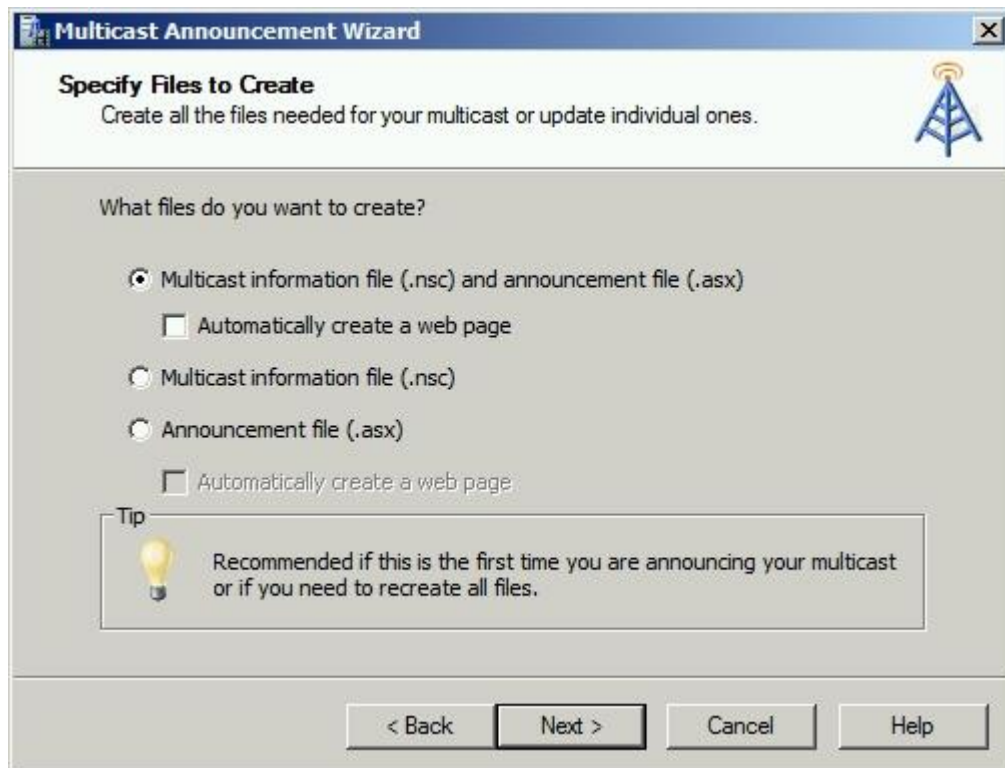 Multicast Announcement Wizard
Specify Files to Create
Create all the files needed for your multicast or update individual ones.
What files do you want to create?
Multicast information file (.nsc) and announcement file (.asx)
Automatically create a web page
Multicast information file (.nsc)
Announcement file (.asx)
Automatically create a web page
Tip
Recommended if this is the first time you are announcing your multicast
or if you need to recreate all files.
< Back Next > Cancel Help